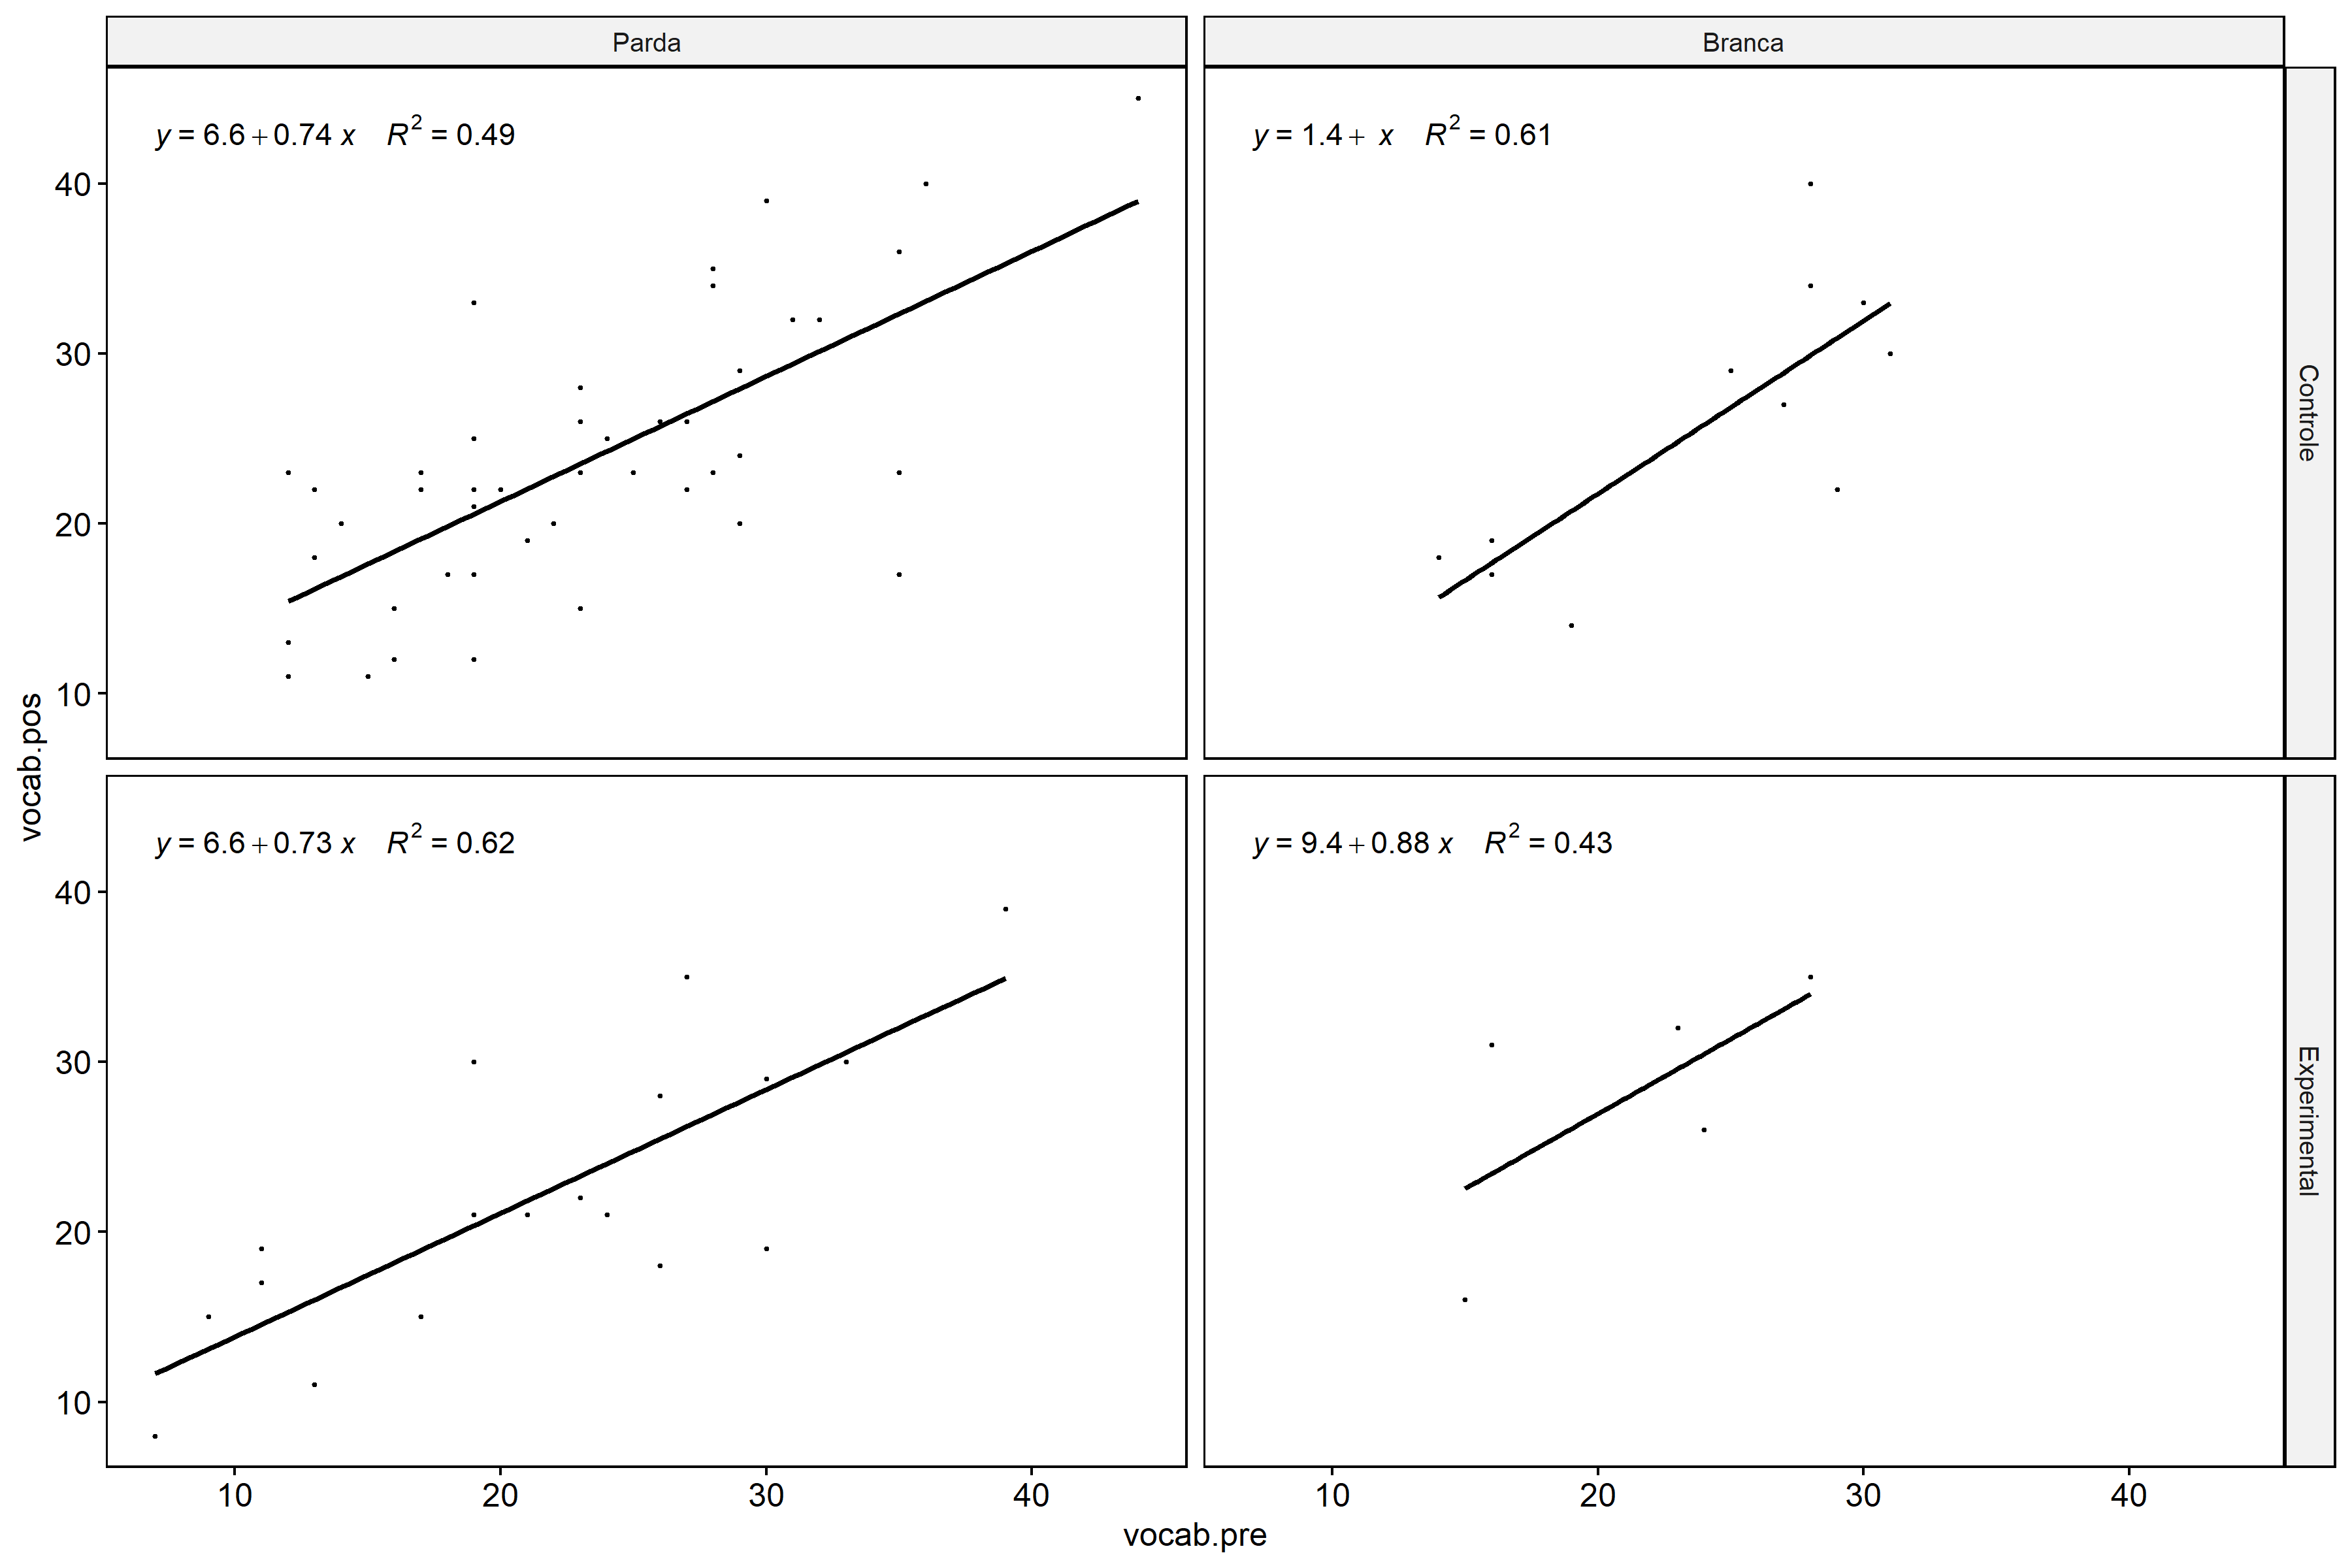 Parda
Branca
y = 6.6 + 0.74 x R² = 0.49
y = 1.4 + x R² = 0.61
40
30
20
10
Controle
vocab.pos
y = 6.6 + 0.73 x R² = 0.62
y = 9.4 + 0.88 x R² = 0.43
40
30
20
10
Experimental
10 20 30 40
10 20 30 40
vocab.pre